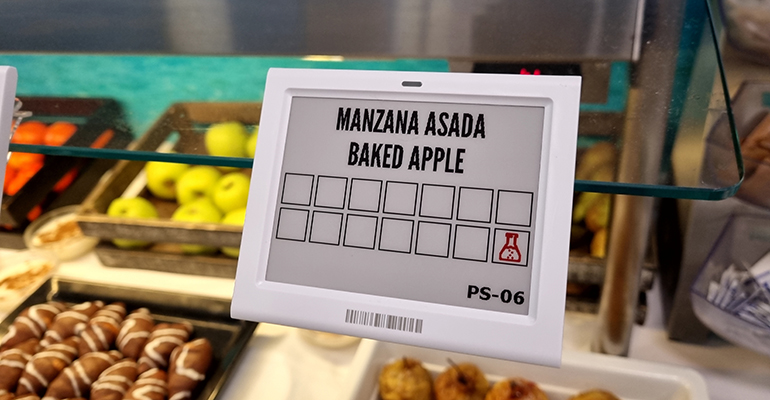 MANZANA ASADA
BAKED APPLE
PS-06